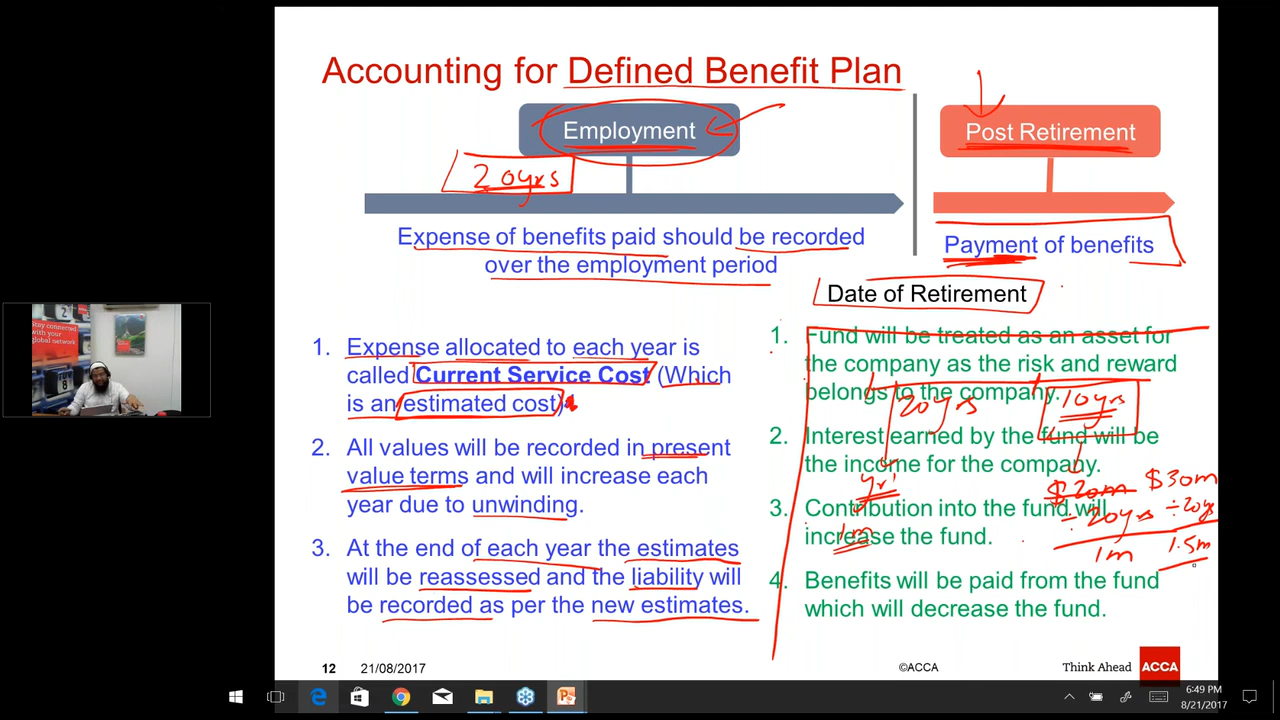 Accounting for Defined Benefit Plan
Employment
Post Retirement
20yrs
Expense of benefits paid should be recorded
over the employment period
Payment of benefits
Date of Retirement
1. Expense allocated to each year is
called Current Service Cost (Which
is an estimated cost)
2. All values will be recorded in present
value terms and will increase each
year due to unwinding.
3. At the end of each year the estimates
will be reassessed and the liability will
be recorded as per the new estimates.
1. Fund will be treated as an asset for
the company as the risk and reward
belongs to the company.
2. Interest earned by the fund will be
the income for the company.
3. Contribution into the fund will
increase the fund.
4. Benefits will be paid from the fund
which will decrease the fund.
20yrs
10yrs
yr1
1m
$20m
÷20yrs
1m
$30m
÷20yrs
1.5m
Stay connected
with your
global network
12 21/08/2017
©ACCA
Think Ahead ACCA
6:49 PM
8/21/2017